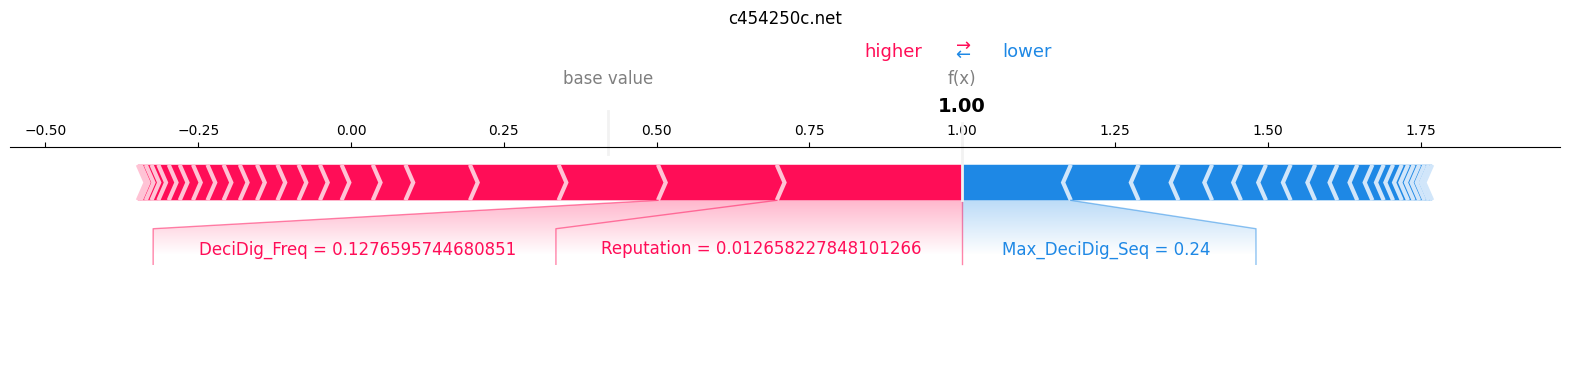 c454250c.net
higher → lower
←
base value f(x)
1.00
−0.50 −0.25 0.00 0.25 0.50 0.75 1.00 1.25 1.50 1.75
DeciDig_Freq = 0.1276595744680851 Reputation = 0.012658227848101266 Max_DeciDig_Seq = 0.24